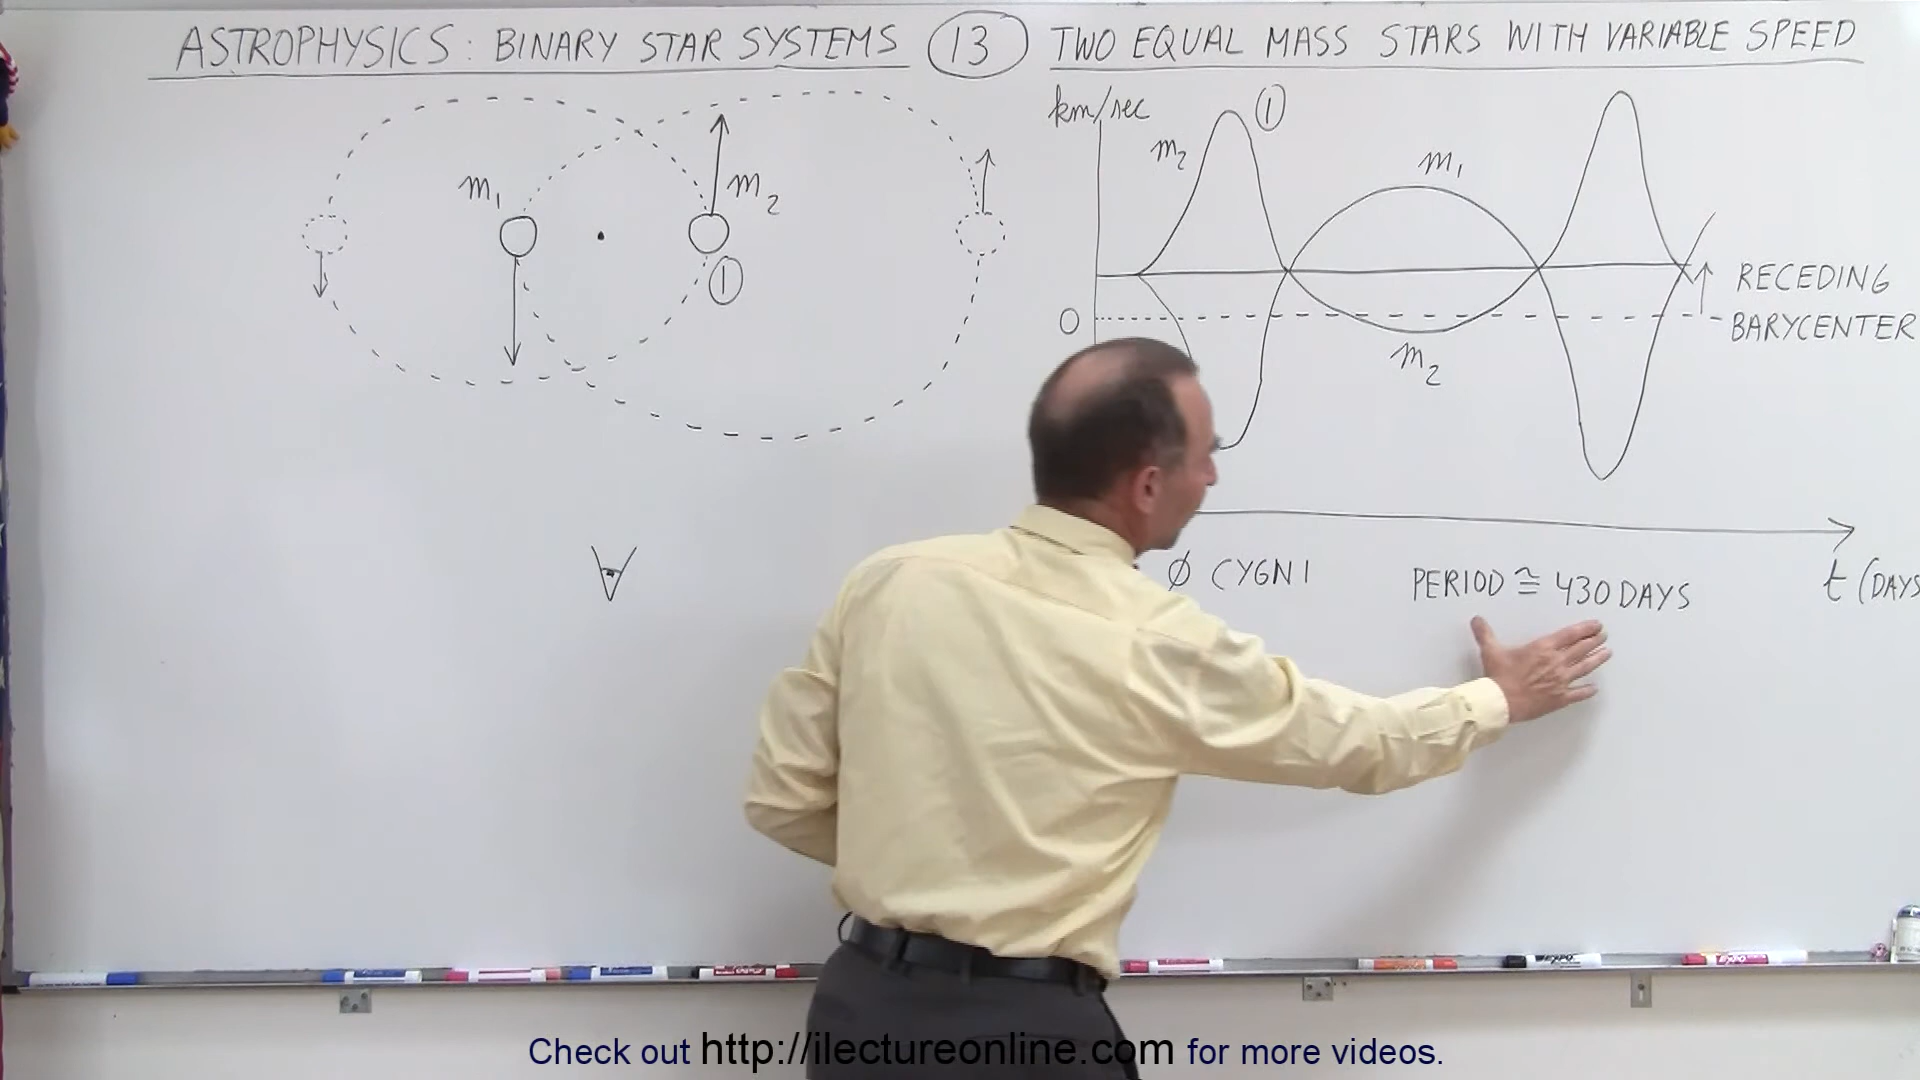 ASTROPHYSICS: BINARY STAR SYSTEMS 13 TWO EQUAL MASS STARS WITH VARIABLE SPEED
km/sec
1
m2
m1
m1
m2
1
RECEDING
0
BARYCENTER
m2
Ø CYGNI
PERIOD ≅ 430 DAYS
t (DAYS
EXPO
Check out http://ilectureonline.com for more videos.